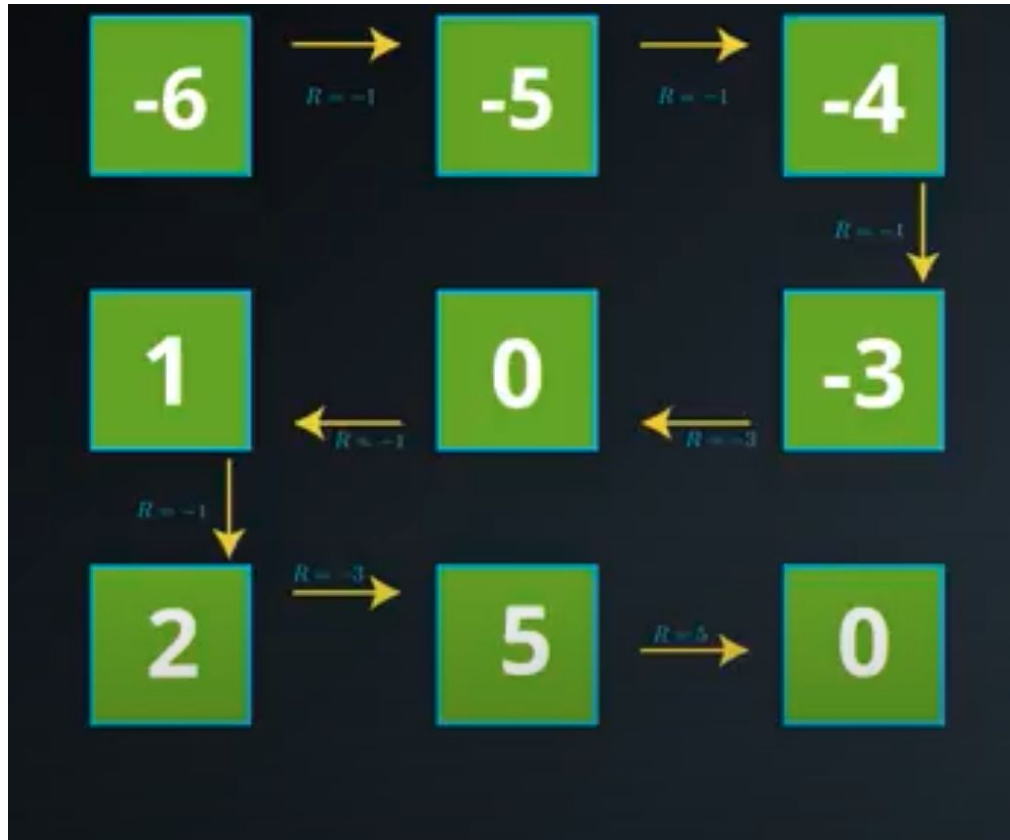 -6 R = -1 -5 R = -1 -4
R = -1
1 R = -1 0 R = -3 -3
R = -1
2 R = -3 5 R = 5 0